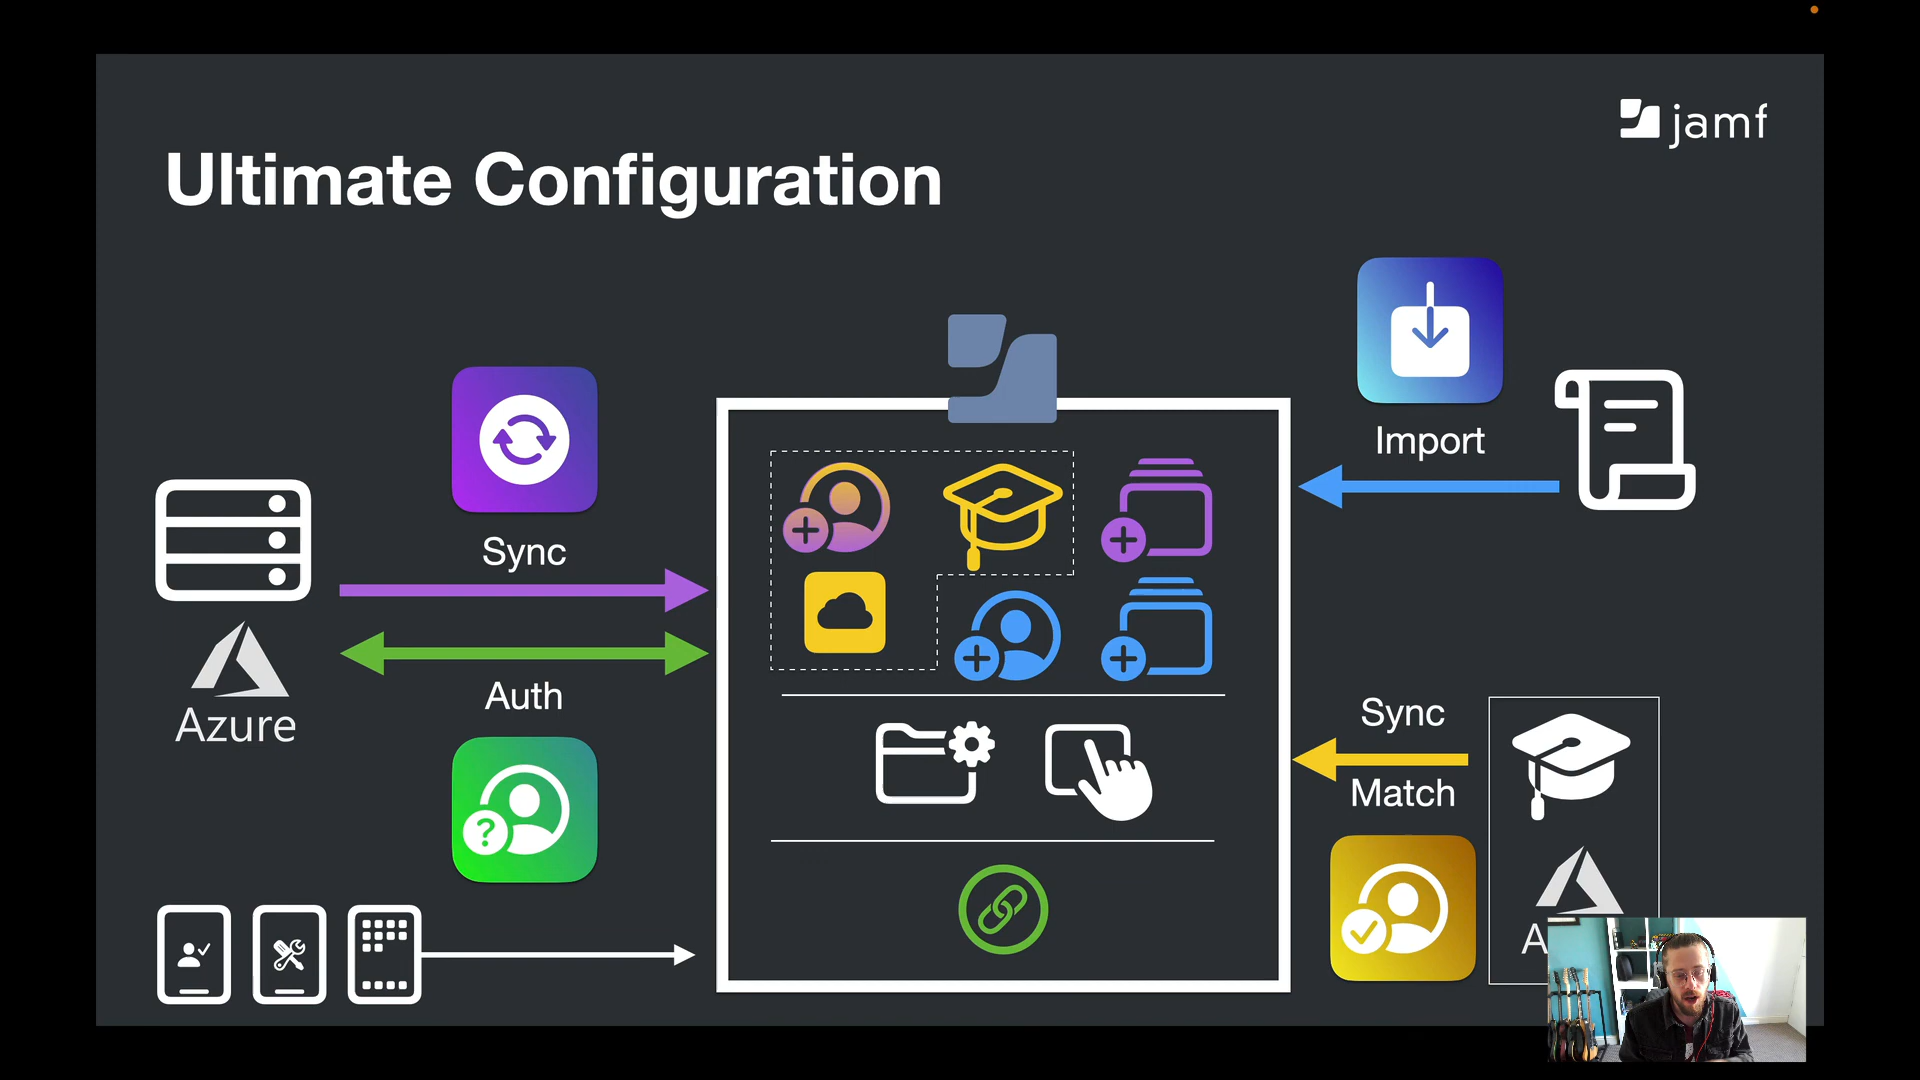 jamf
Ultimate Configuration
Import
Sync
Auth
Azure
Sync
Match
?
A